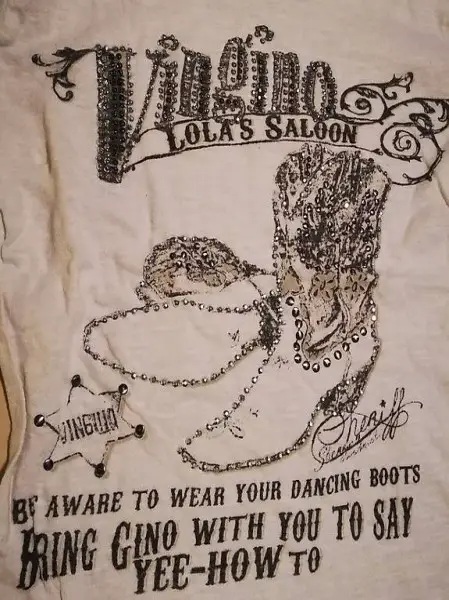 Vingino
LOLA'S SALOON
VINGINO
Sheriff
BE AWARE TO WEAR YOUR DANCING BOOTS
BRING GINO WITH YOU TO SAY
YEE-HOW TO